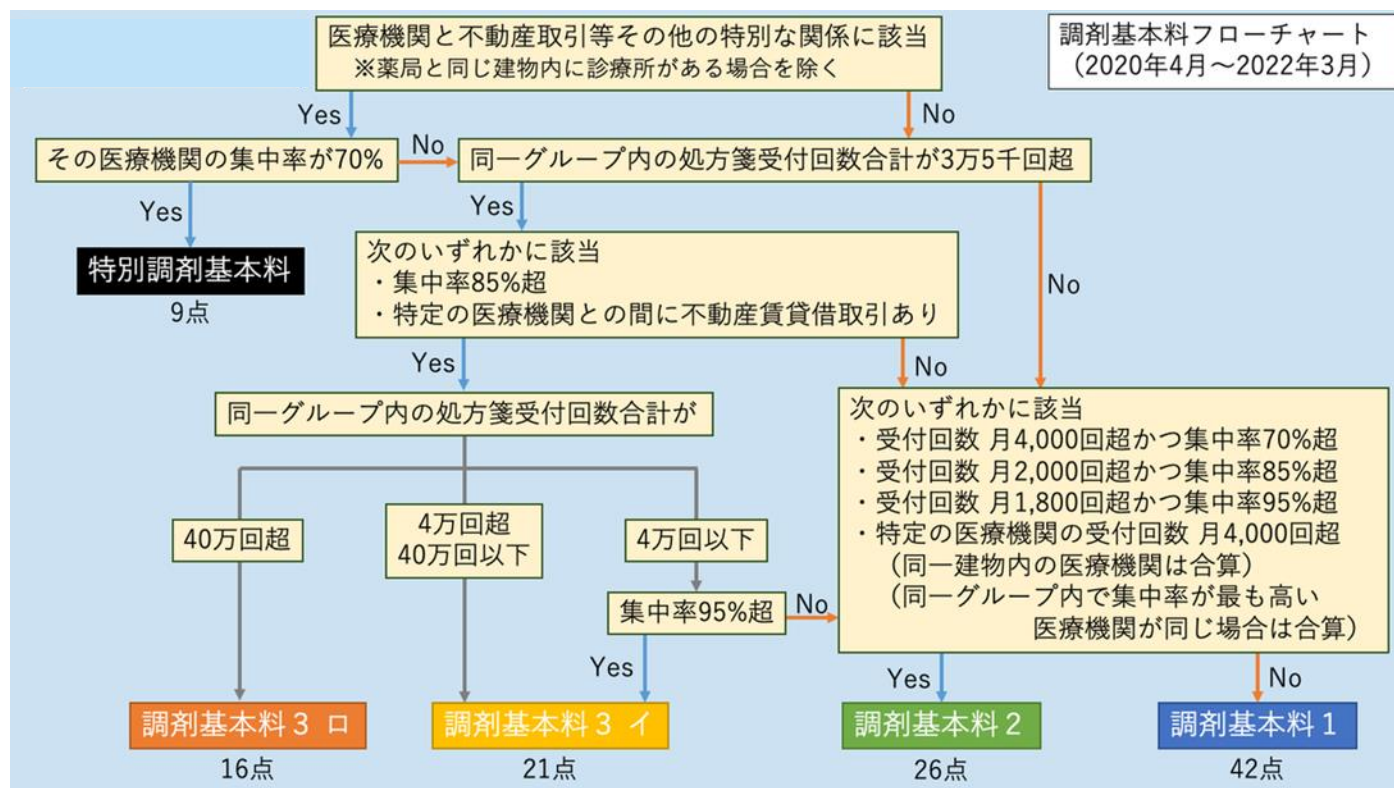 医療機関と不動産取引等その他の特別な関係に該当
※薬局と同じ建物内に診療所がある場合を除く
調剤基本料フローチャート
（2020年4月～2022年3月）
Yes
No
その医療機関の集中率が70%
No
同一グループ内の処方箋受付回数合計が3万5千回超
Yes
Yes
No
特別調剤基本料
9点
次のいずれかに該当
・集中率85%超
・特定の医療機関との間に不動産賃貸借取引あり
Yes
No
同一グループ内の処方箋受付回数合計が
40万回超
4万回超
40万回以下
4万回以下
集中率95%超
No
Yes
次のいずれかに該当
・受付回数 月4,000回超かつ集中率70%超
・受付回数 月2,000回超かつ集中率85%超
・受付回数 月1,800回超かつ集中率95%超
・特定の医療機関の受付回数 月4,000回超
（同一建物内の医療機関は合算）
（同一グループ内で集中率が最も高い
医療機関が同じ場合は合算）
Yes
No
調剤基本料３ ロ
16点
調剤基本料３ イ
21点
調剤基本料２
26点
調剤基本料１
42点